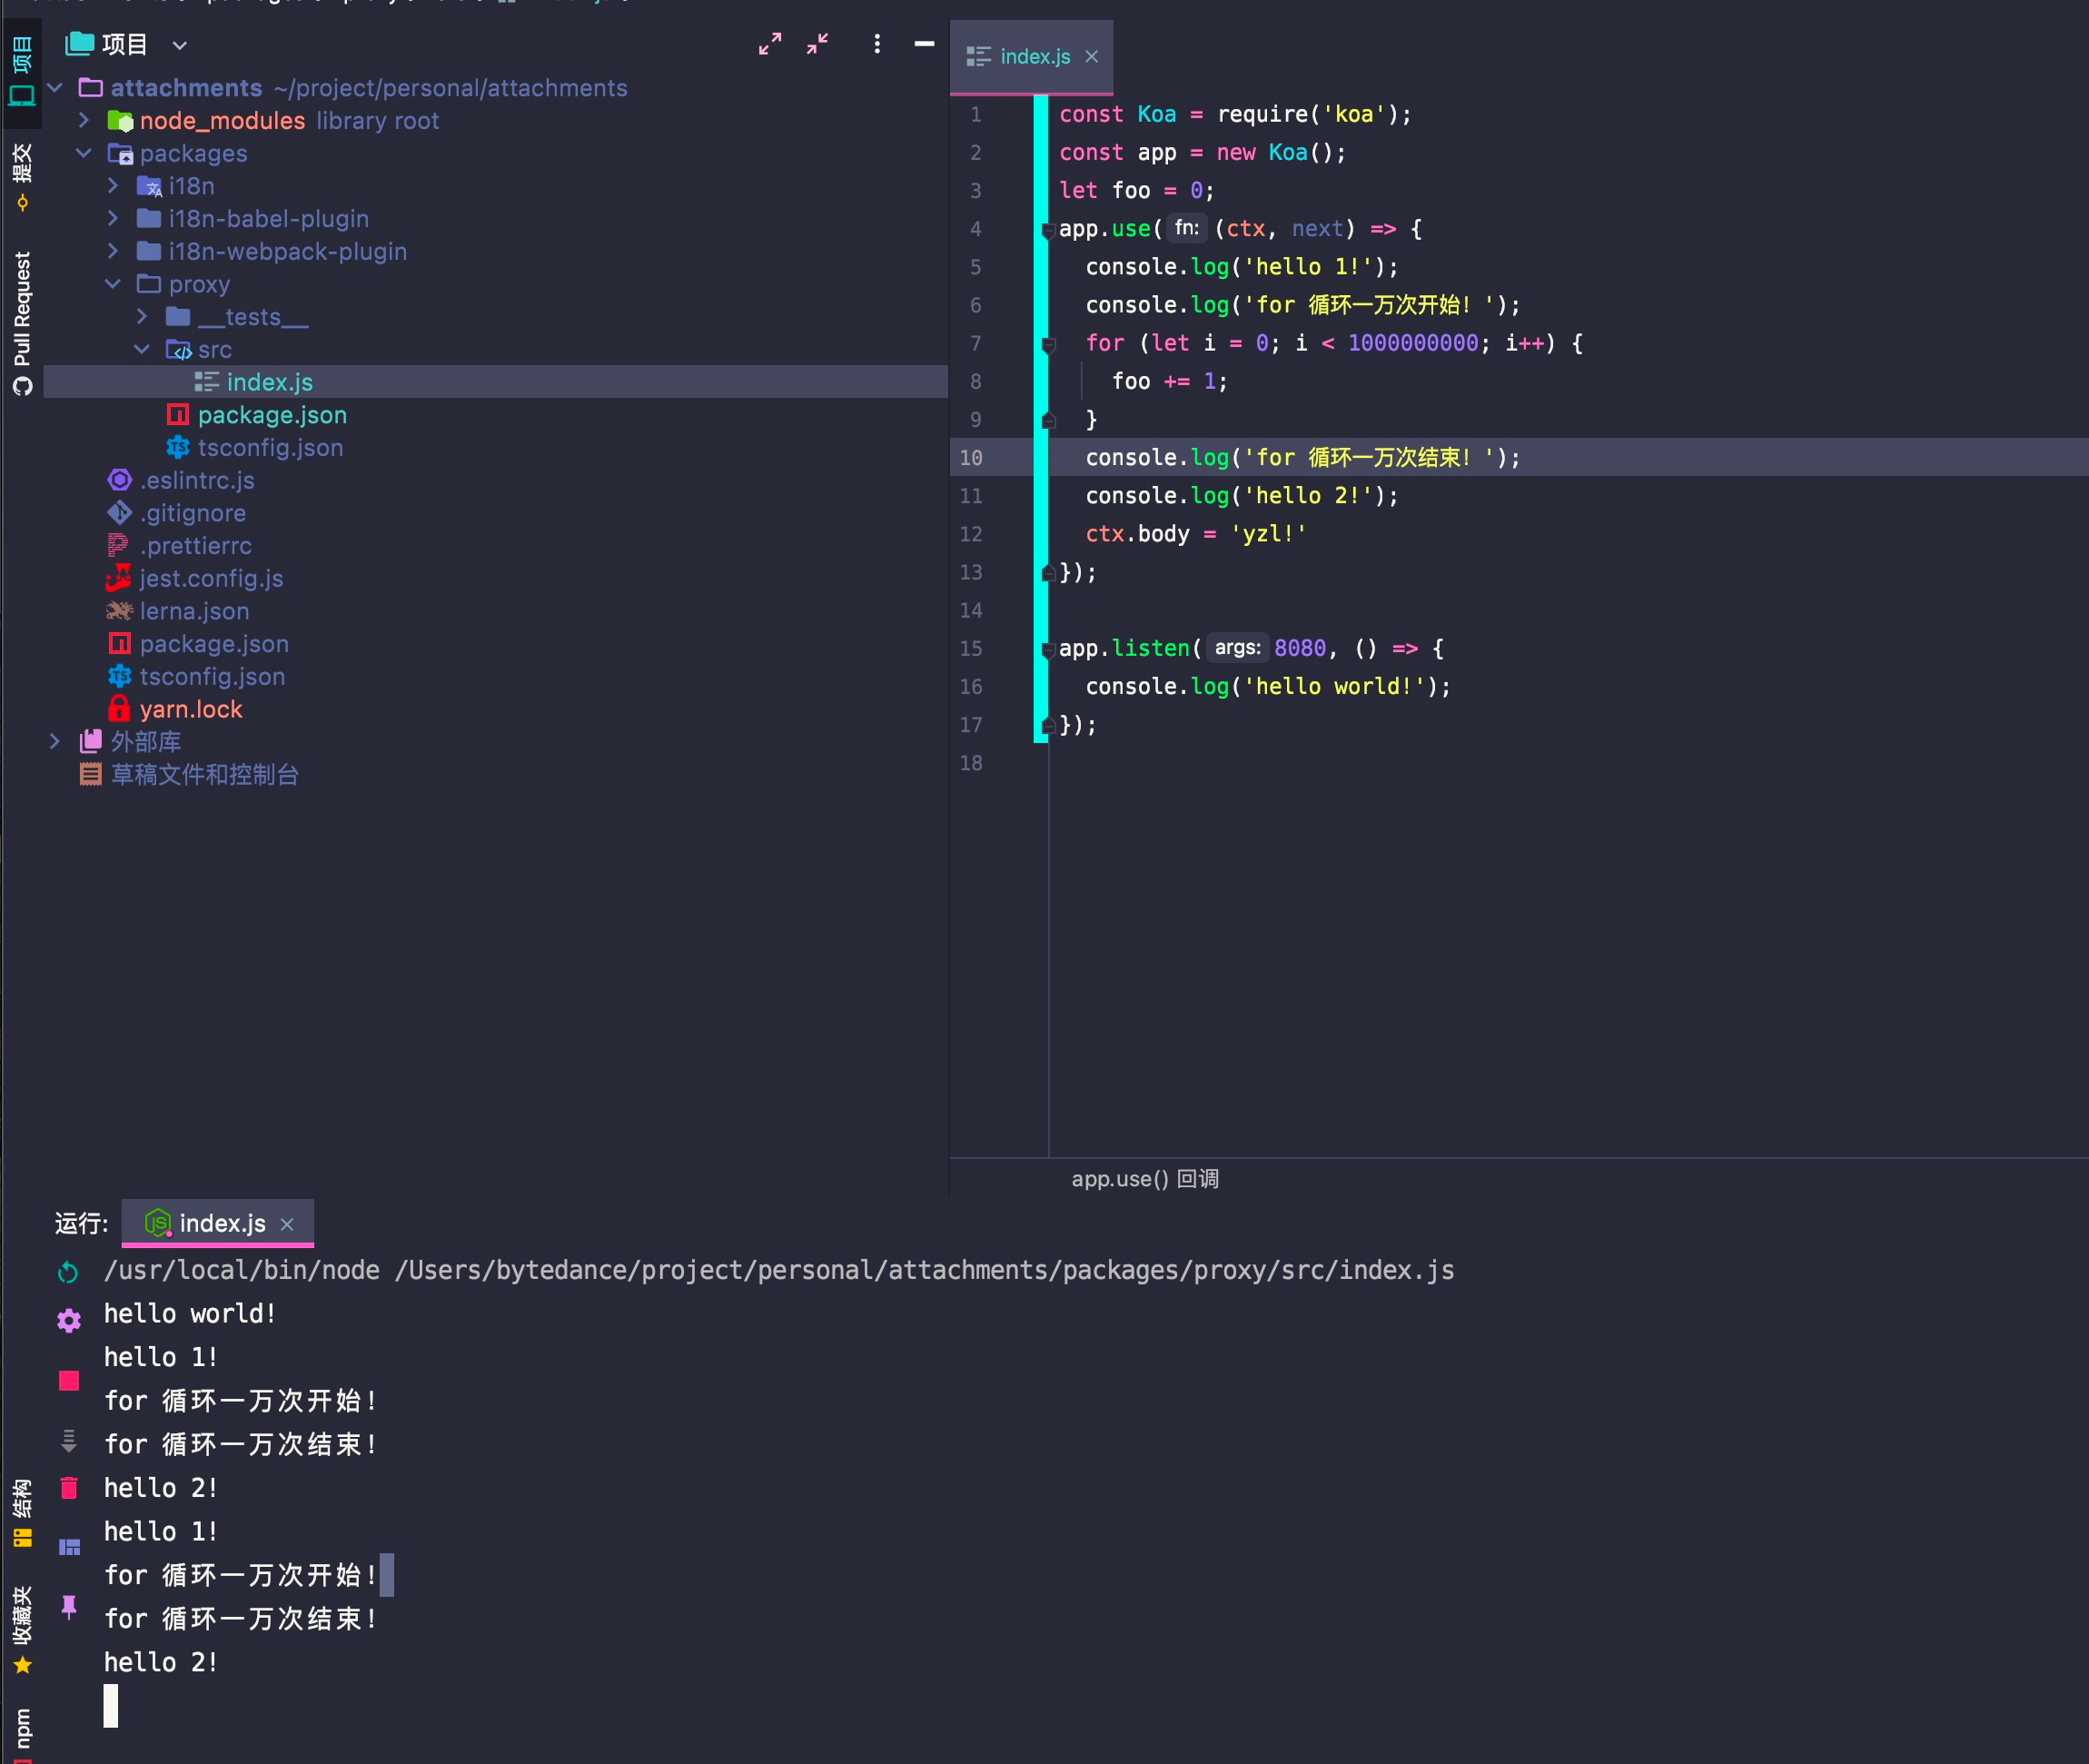 项目
提交
Pull Request
结构
收藏夹
npm
项目
attachments ~/project/personal/attachments
node_modules library root
packages
i18n
i18n-babel-plugin
i18n-webpack-plugin
proxy
__tests__
src
index.js
package.json
tsconfig.json
.eslintrc.js
.gitignore
.prettierrc
jest.config.js
lerna.json
package.json
tsconfig.json
yarn.lock
外部库
草稿文件和控制台
index.js
1 const Koa = require('koa');
2 const app = new Koa();
3 let foo = 0;
4 app.use( fn: (ctx, next) => {
5 console.log('hello 1!');
6 console.log('for 循环一万次开始！');
7 for (let i = 0; i < 1000000000; i++) {
8 foo += 1;
9 }
10 console.log('for 循环一万次结束！');
11 console.log('hello 2!');
12 ctx.body = 'yzl!'
13 });
14
15 app.listen( args: 8080, () => {
16 console.log('hello world!');
17 });
18
app.use() 回调
运行: index.js
/usr/local/bin/node /Users/bytedance/project/personal/attachments/packages/proxy/src/index.js
hello world!
hello 1!
for 循环一万次开始！
for 循环一万次结束！
hello 2!
hello 1!
for 循环一万次开始！
for 循环一万次结束！
hello 2!